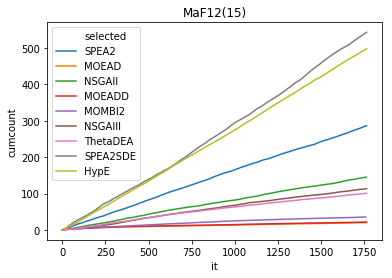 MaF12(15)
cumcount
500
400
300
200
100
0
selected
SPEA2
MOEAD
NSGAII
MOEADD
MOMBI2
NSGAIII
ThetaDEA
SPEA2SDE
HypE
0 250 500 750 1000 1250 1500 1750
it